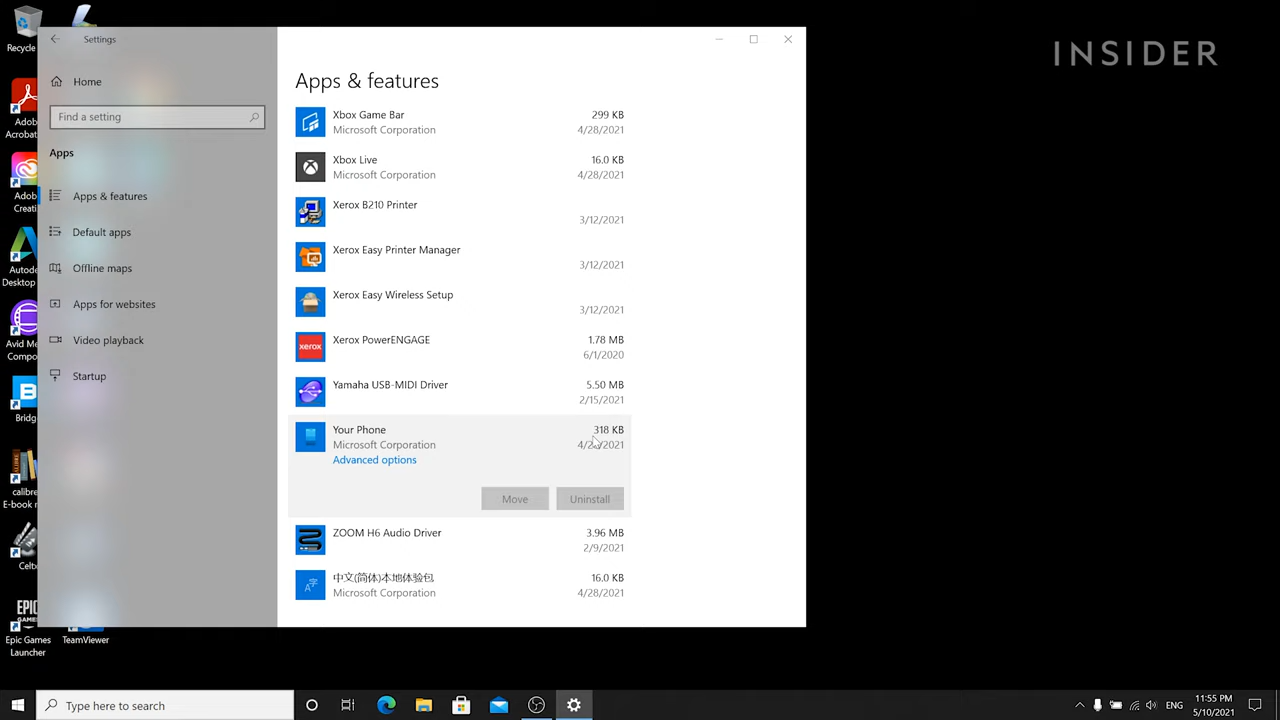 INSIDER
Recycle
Adobe
Acrobat
Adobe
Creati
Autode
Desktop
Avid Me
Compo
Bridg
calibre
E-book r
Celtx
Epic Games
Launcher
TeamViewer
Settings
Home
Find a setting
Apps
Apps & features
Default apps
Offline maps
Apps for websites
Video playback
Startup
Apps & features
Xbox Game Bar 299 KB
Microsoft Corporation 4/28/2021
Xbox Live 16.0 KB
Microsoft Corporation 4/28/2021
Xerox B210 Printer
3/12/2021
Xerox Easy Printer Manager
3/12/2021
Xerox Easy Wireless Setup
3/12/2021
xerox
Xerox PowerENGAGE 1.78 MB
6/1/2020
Yamaha USB-MIDI Driver 5.50 MB
2/15/2021
Your Phone 318 KB
Microsoft Corporation
Advanced options
Move Uninstall
ZOOM H6 Audio Driver 3.96 MB
2/9/2021
中文(简体)本地体验包 16.0 KB
Microsoft Corporation 4/28/2021
Type here to search
11:55 PM
5/10/2021